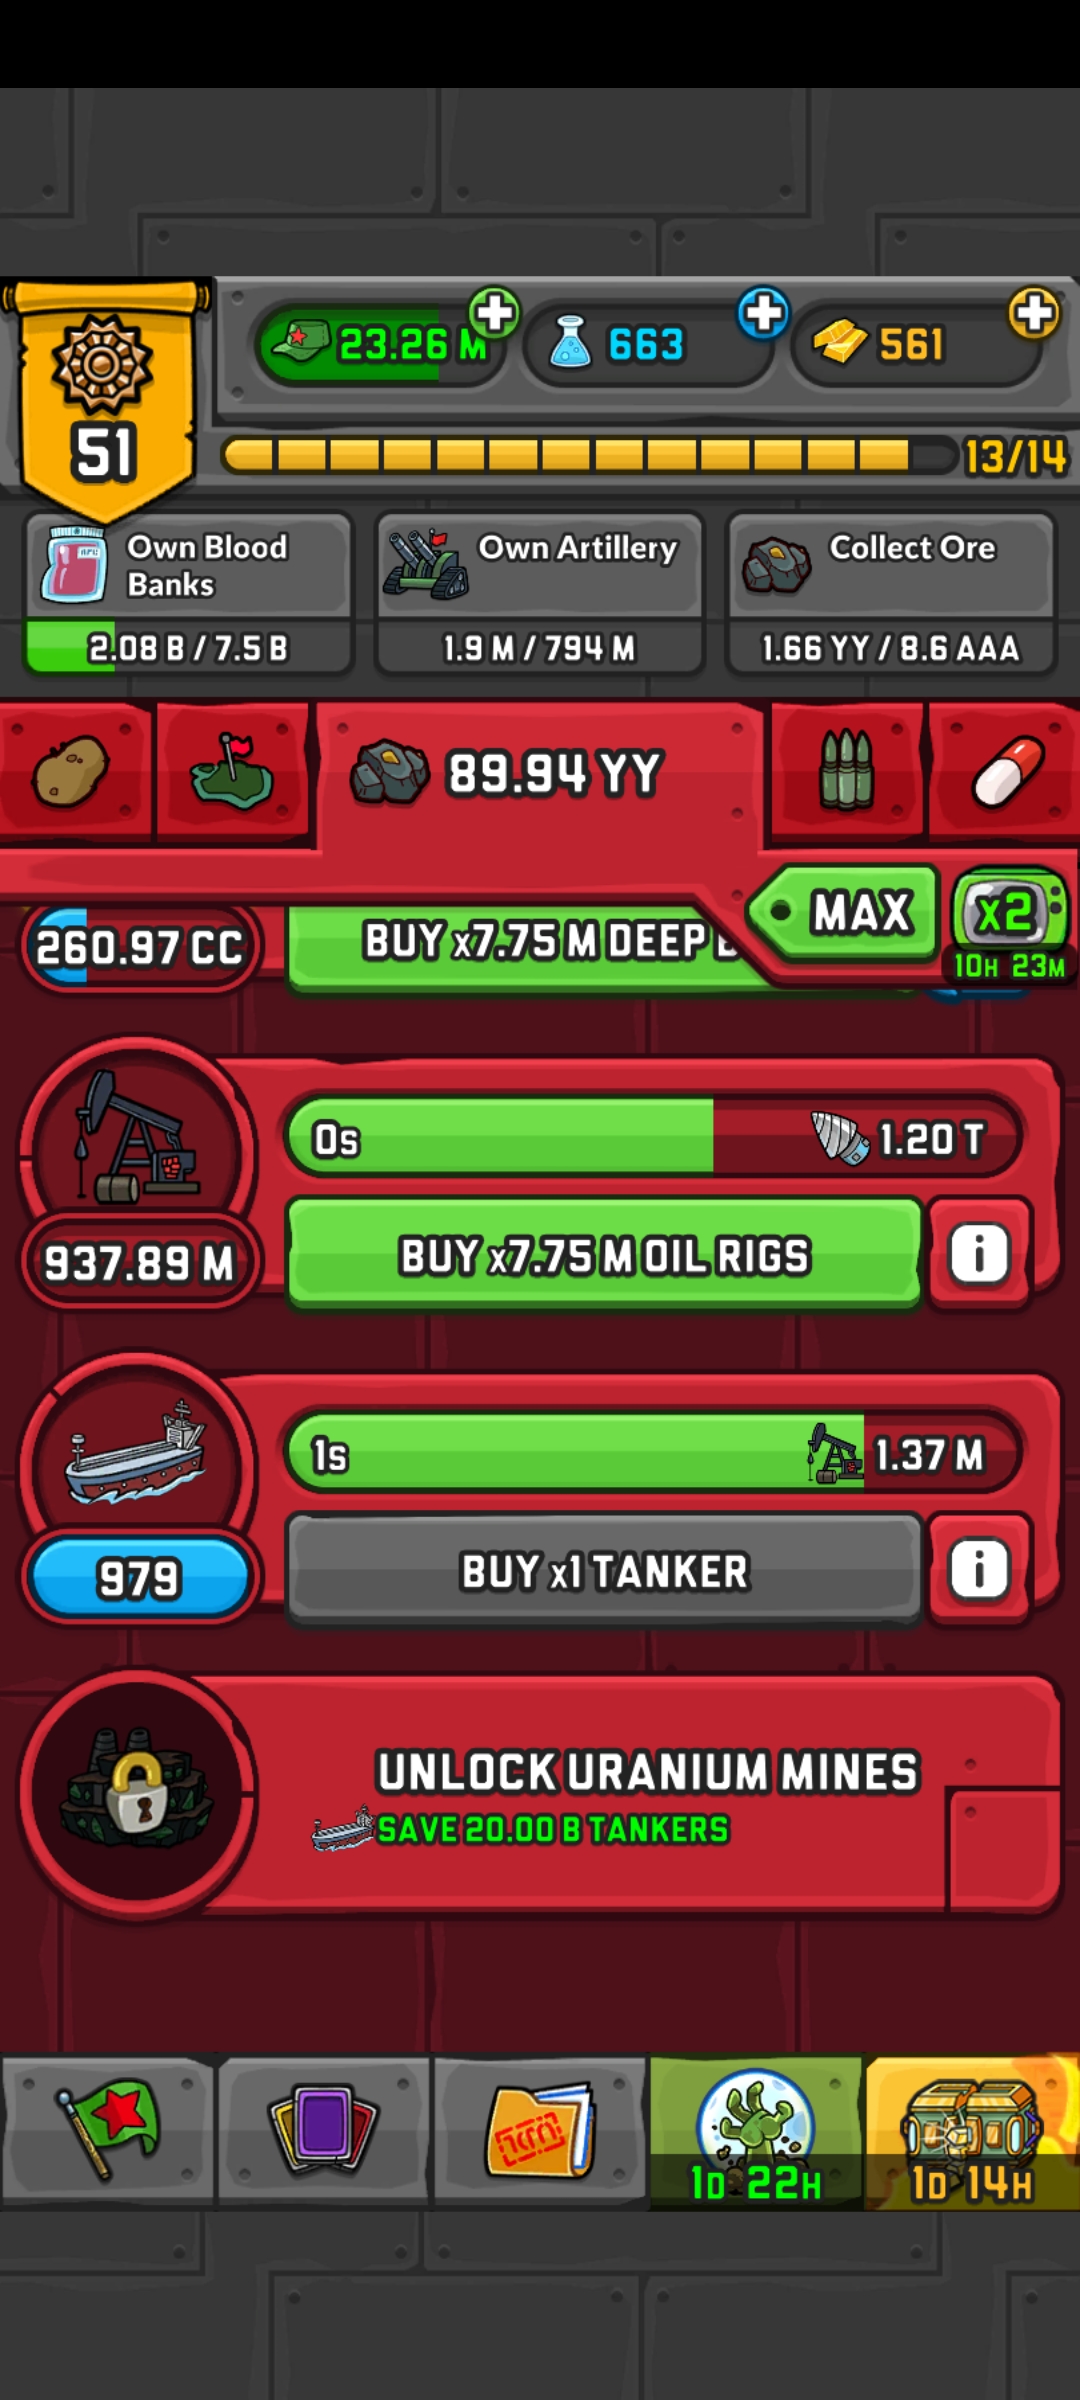 23.26 M
663
561
51
13/14
Own Blood
Banks
Own Artillery
Collect Ore
2.08 B / 7.5 B
1.9 M / 794 M
1.66 YY / 8.6 AAA
89.94 YY
MAX
x2
10H 23M
260.97 CC
BUY x7.75 M DEEP
0s
1.20 T
937.89 M
BUY x7.75 M OIL RIGS
i
1s
1.37 M
979
BUY x1 TANKER
i
UNLOCK URANIUM MINES
SAVE 20.00 B TANKERS
1D 22H
1D 14H